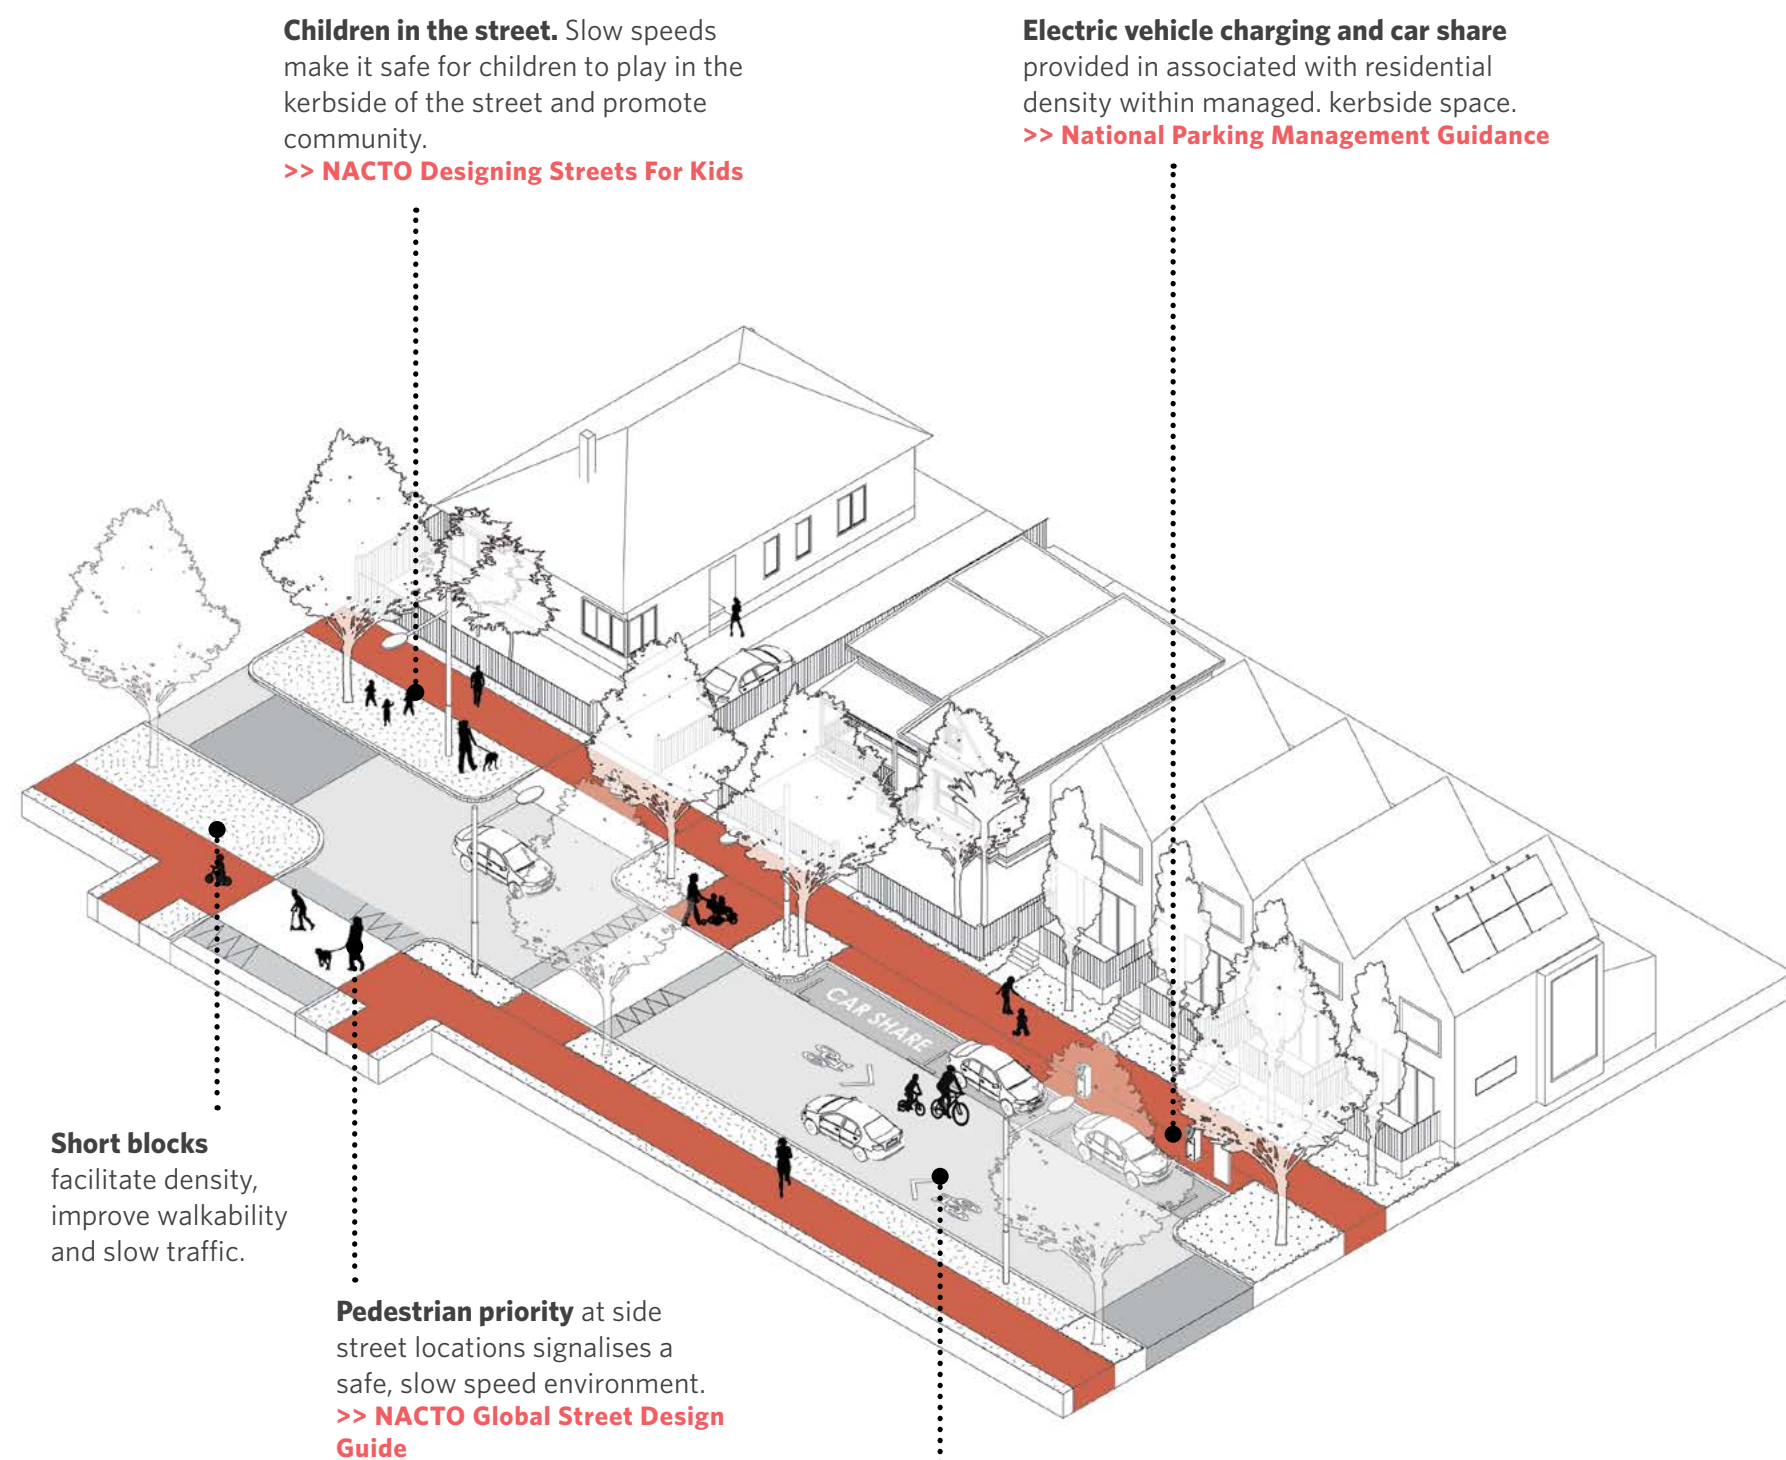 Children in the street. Slow speeds
make it safe for children to play in the
kerbside of the street and promote
community.
>> NACTO Designing Streets For Kids
Electric vehicle charging and car share
provided in associated with residential
density within managed. kerbside space.
>> National Parking Management Guidance
CAR SHARE
Short blocks
facilitate density,
improve walkability
and slow traffic.
Pedestrian priority at side
street locations signalises a
safe, slow speed environment.
>> NACTO Global Street Design
Guide